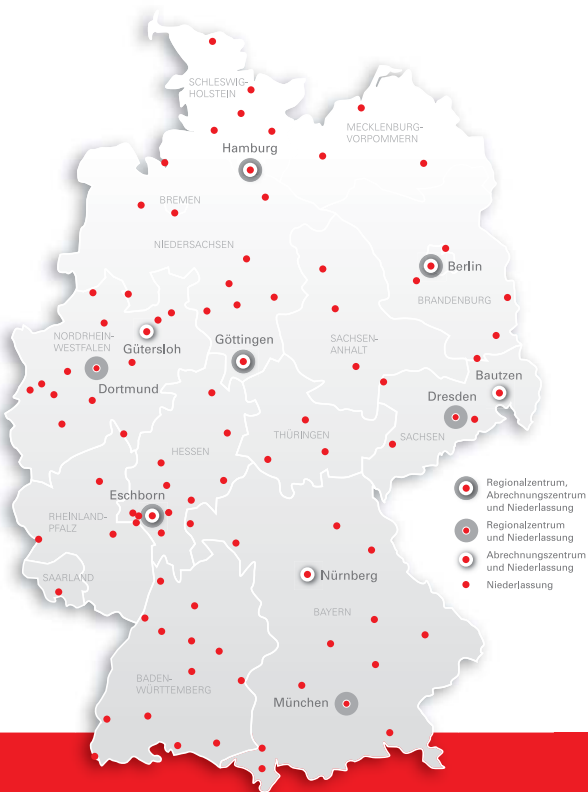 SCHLESWIG-
HOLSTEIN
MECKLENBURG-
VORPOMMERN
Hamburg
BREMEN
NIEDERSACHSEN
Berlin
BRANDENBURG
NORDRHEIN-
WESTFALEN
Gütersloh
Göttingen
SACHSEN-
ANHALT
Dortmund
Bautzen
Dresden
HESSEN
THÜRINGEN
SACHSEN
Eschborn
RHEINLAND-
PFALZ
SAARLAND
Nürnberg
BAYERN
BADEN-
WÜRTTEMBERG
München
Regionalzentrum,
Abrechnungszentrum
und Niederlassung
Regionalzentrum
und Niederlassung
Abrechnungszentrum
und Niederlassung
Niederlassung